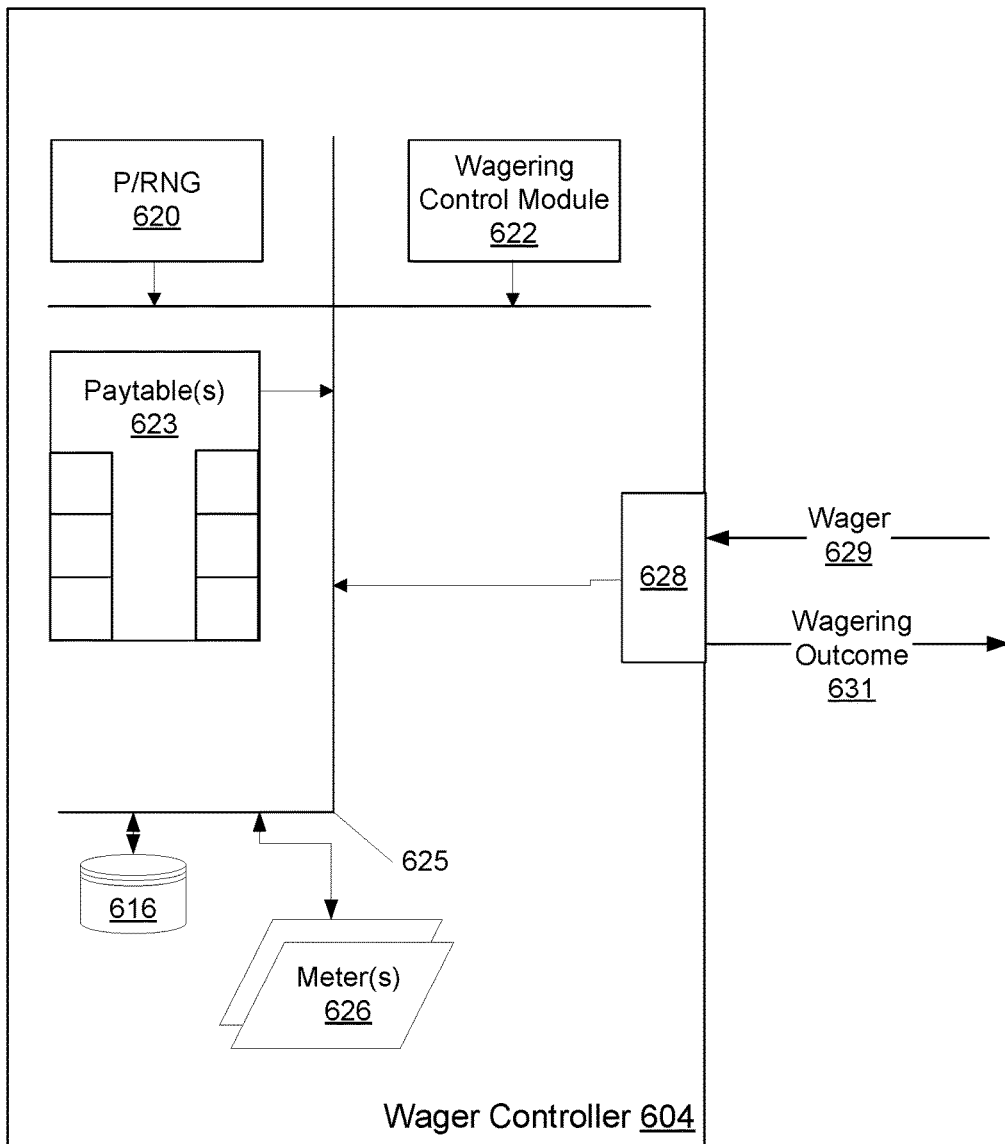 P/RNG
620
Wagering
Control Module
622
Paytable(s)
623
628
Wager
629
Wagering
Outcome
631
625
616
Meter(s)
626
Wager Controller 604